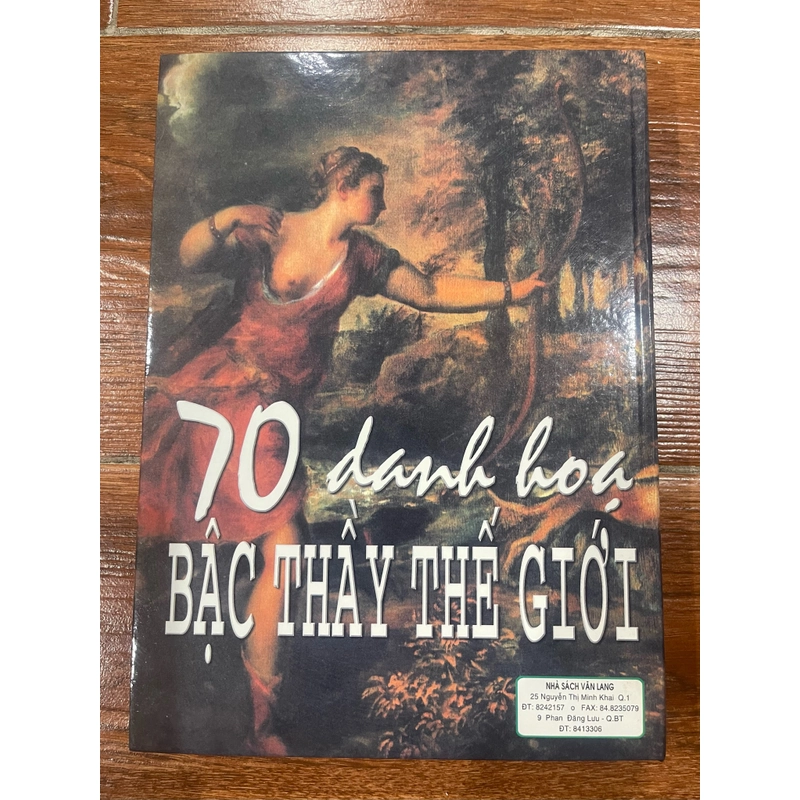 70 danh hoạ
BẬC THẦY THẾ GIỚI
NHÀ SÁCH VĂN LANG
25 Nguyễn Thị Minh Khai Q.1
ĐT: 8242157 o FAX: 84.8235079
9 Phan Đăng Lưu - Q.BT
ĐT: 8413306